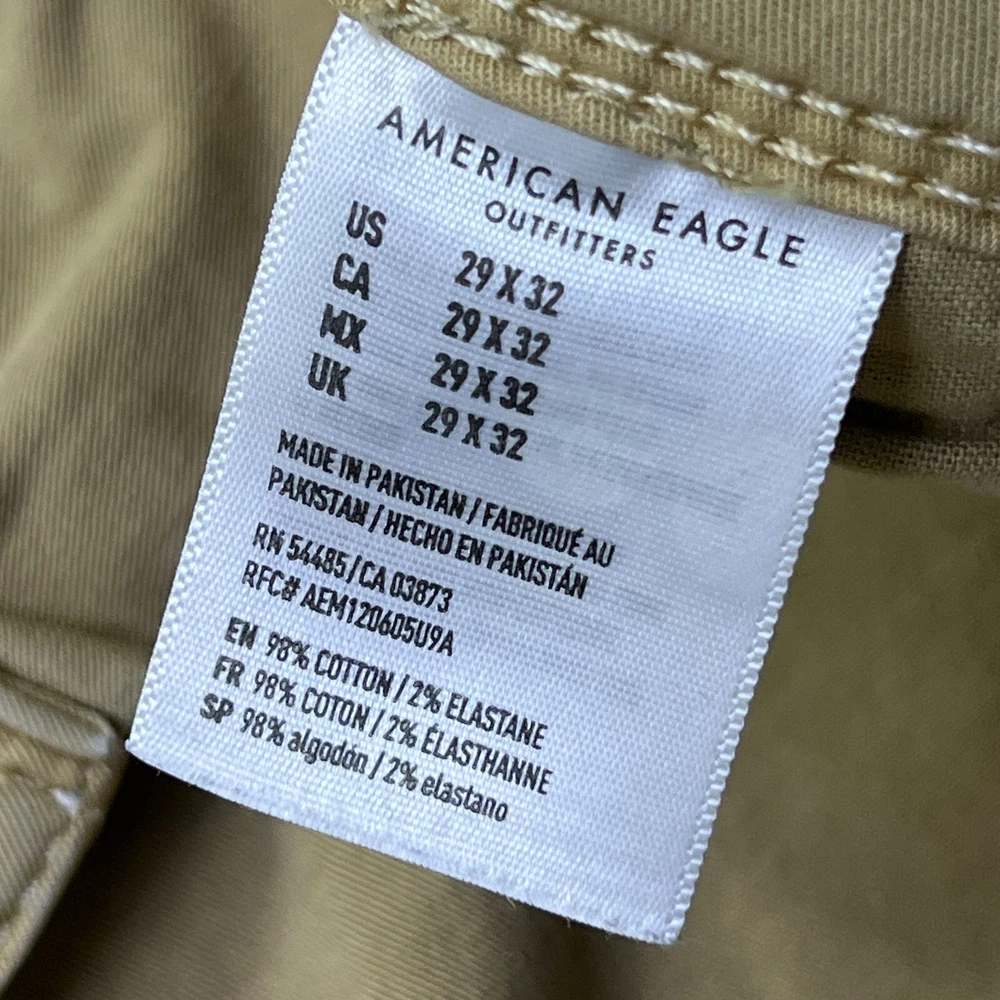 AMERICAN EAGLE
OUTFITTERS
US 29 X 32
CA 29 X 32
MX 29 X 32
UK 29 X 32
MADE IN PAKISTAN / FABRIQUÉ AU
PAKISTAN / HECHO EN PAKISTÁN
RN 54485 / CA 03873
RFC# AEM120605U9A
EN 98% COTTON / 2% ELASTANE
FR 98% COTON / 2% ÉLASTHANNE
SP 98% algodón / 2% elastano